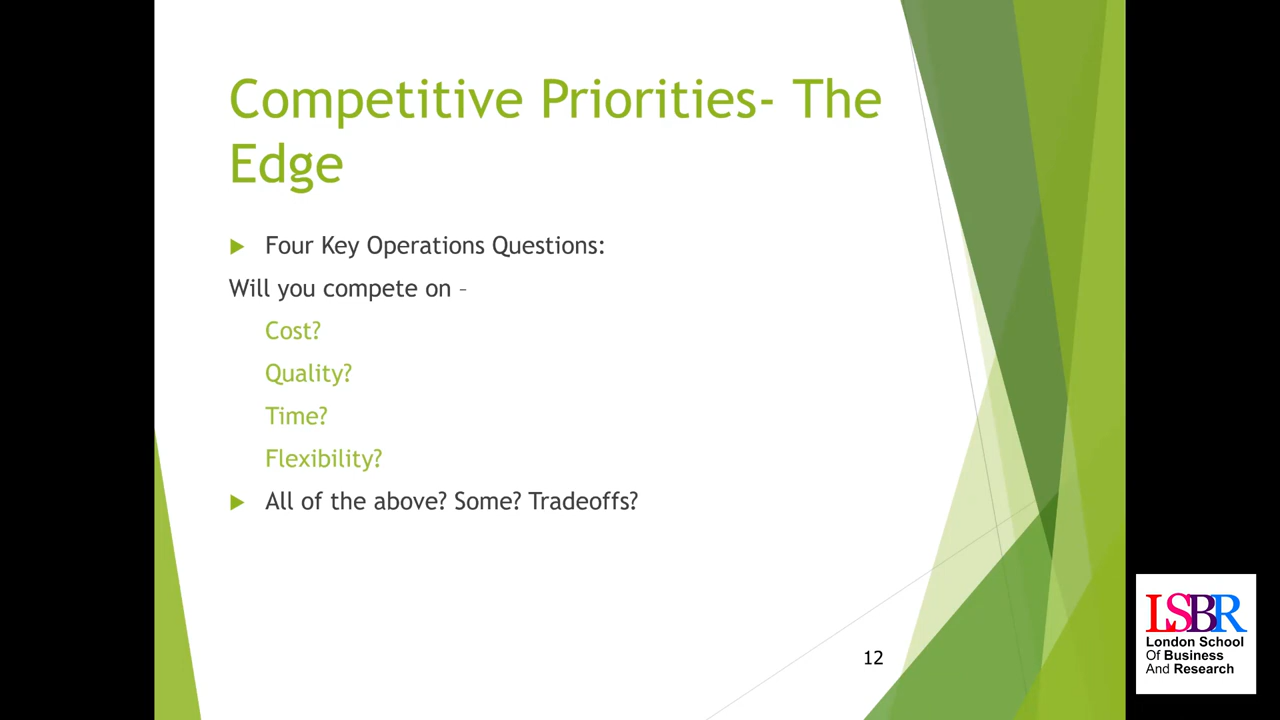 Competitive Priorities- The
Edge
Four Key Operations Questions:
Will you compete on –
Cost?
Quality?
Time?
Flexibility?
All of the above? Some? Tradeoffs?
12
LSBR
London School
Of Business
And Research